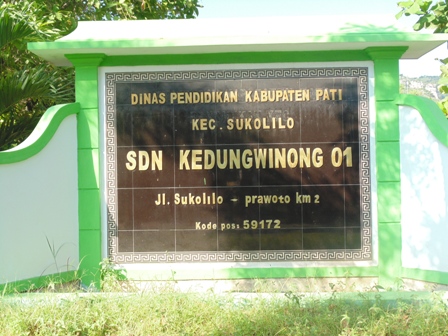 DINAS PENDIDIKAN KABUPATEN PATI
KEC. SUKOLILO
SDN KEDUNGWINONG 01
Jl. Sukolilo - prawoto km 2
Kode pos: 59172